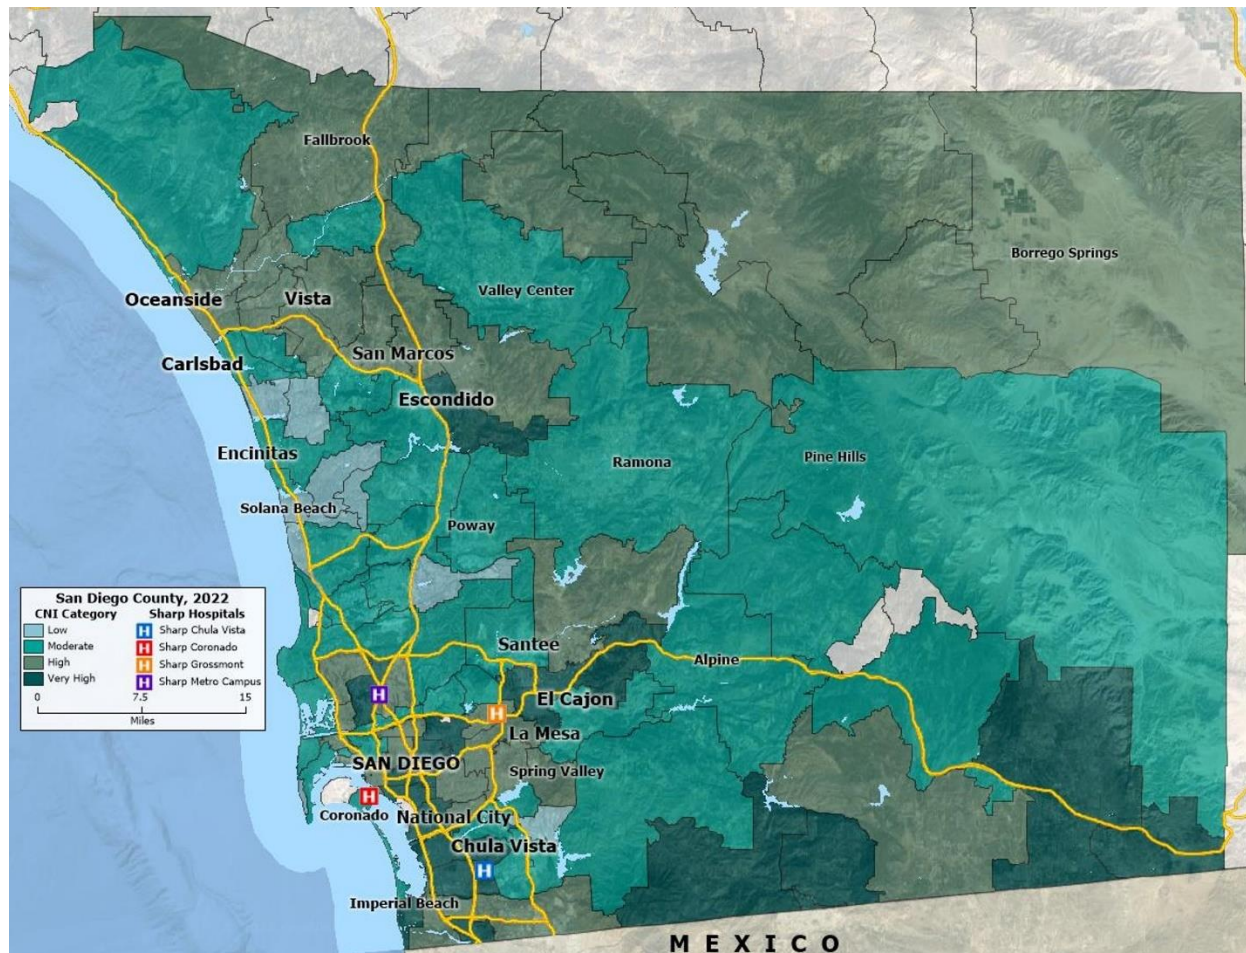 Fallbrook
Borrego Springs
Valley Center
Oceanside
Vista
San Marcos
Carlsbad
Escondido
Encinitas
Ramona
Pine Hills
Solana Beach
Poway
San Diego County, 2022
CNI Category
Low
Moderate
High
Very High
Sharp Hospitals
H Sharp Chula Vista
H Sharp Coronado
H Sharp Grossmont
H Sharp Metro Campus
0 7.5 15
Miles
Santee
Alpine
H
El Cajon
H
La Mesa
SAN DIEGO
Spring Valley
H
Coronado
National City
Chula Vista
H
Imperial Beach
MEXICO